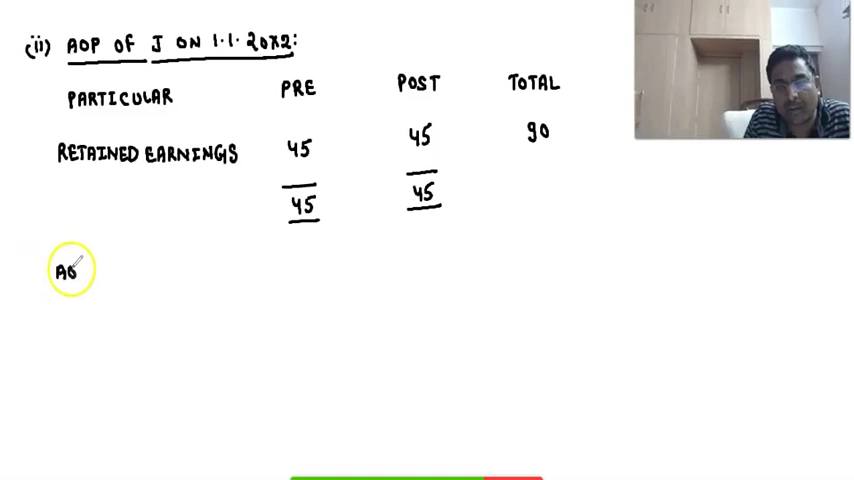 (ii) AOP OF J ON 1.1.20X2:
PARTICULAR PRE POST TOTAL
RETAINED EARNINGS 45 45 90
45 45
AO